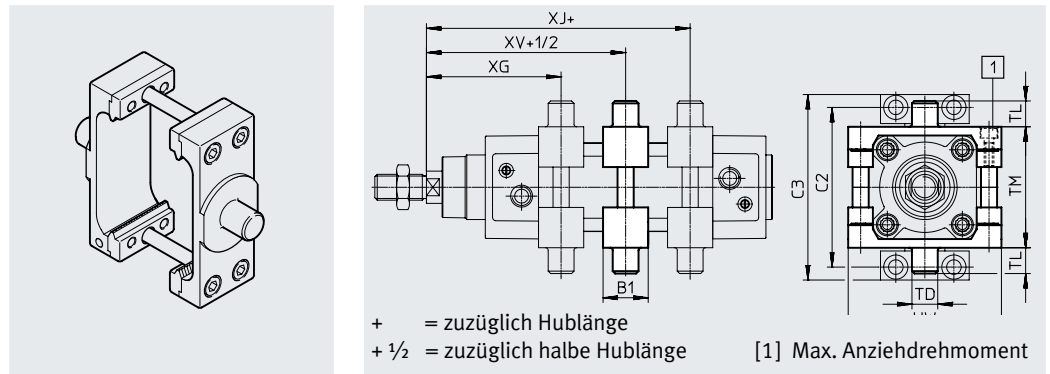 XJ+
XV+1/2
XG
1
TL
C3
C2
TM
TL
B1
TD
+ = zuzüglich Hublänge
+ ½ = zuzüglich halbe Hublänge
[1] Max. Anziehdrehmoment